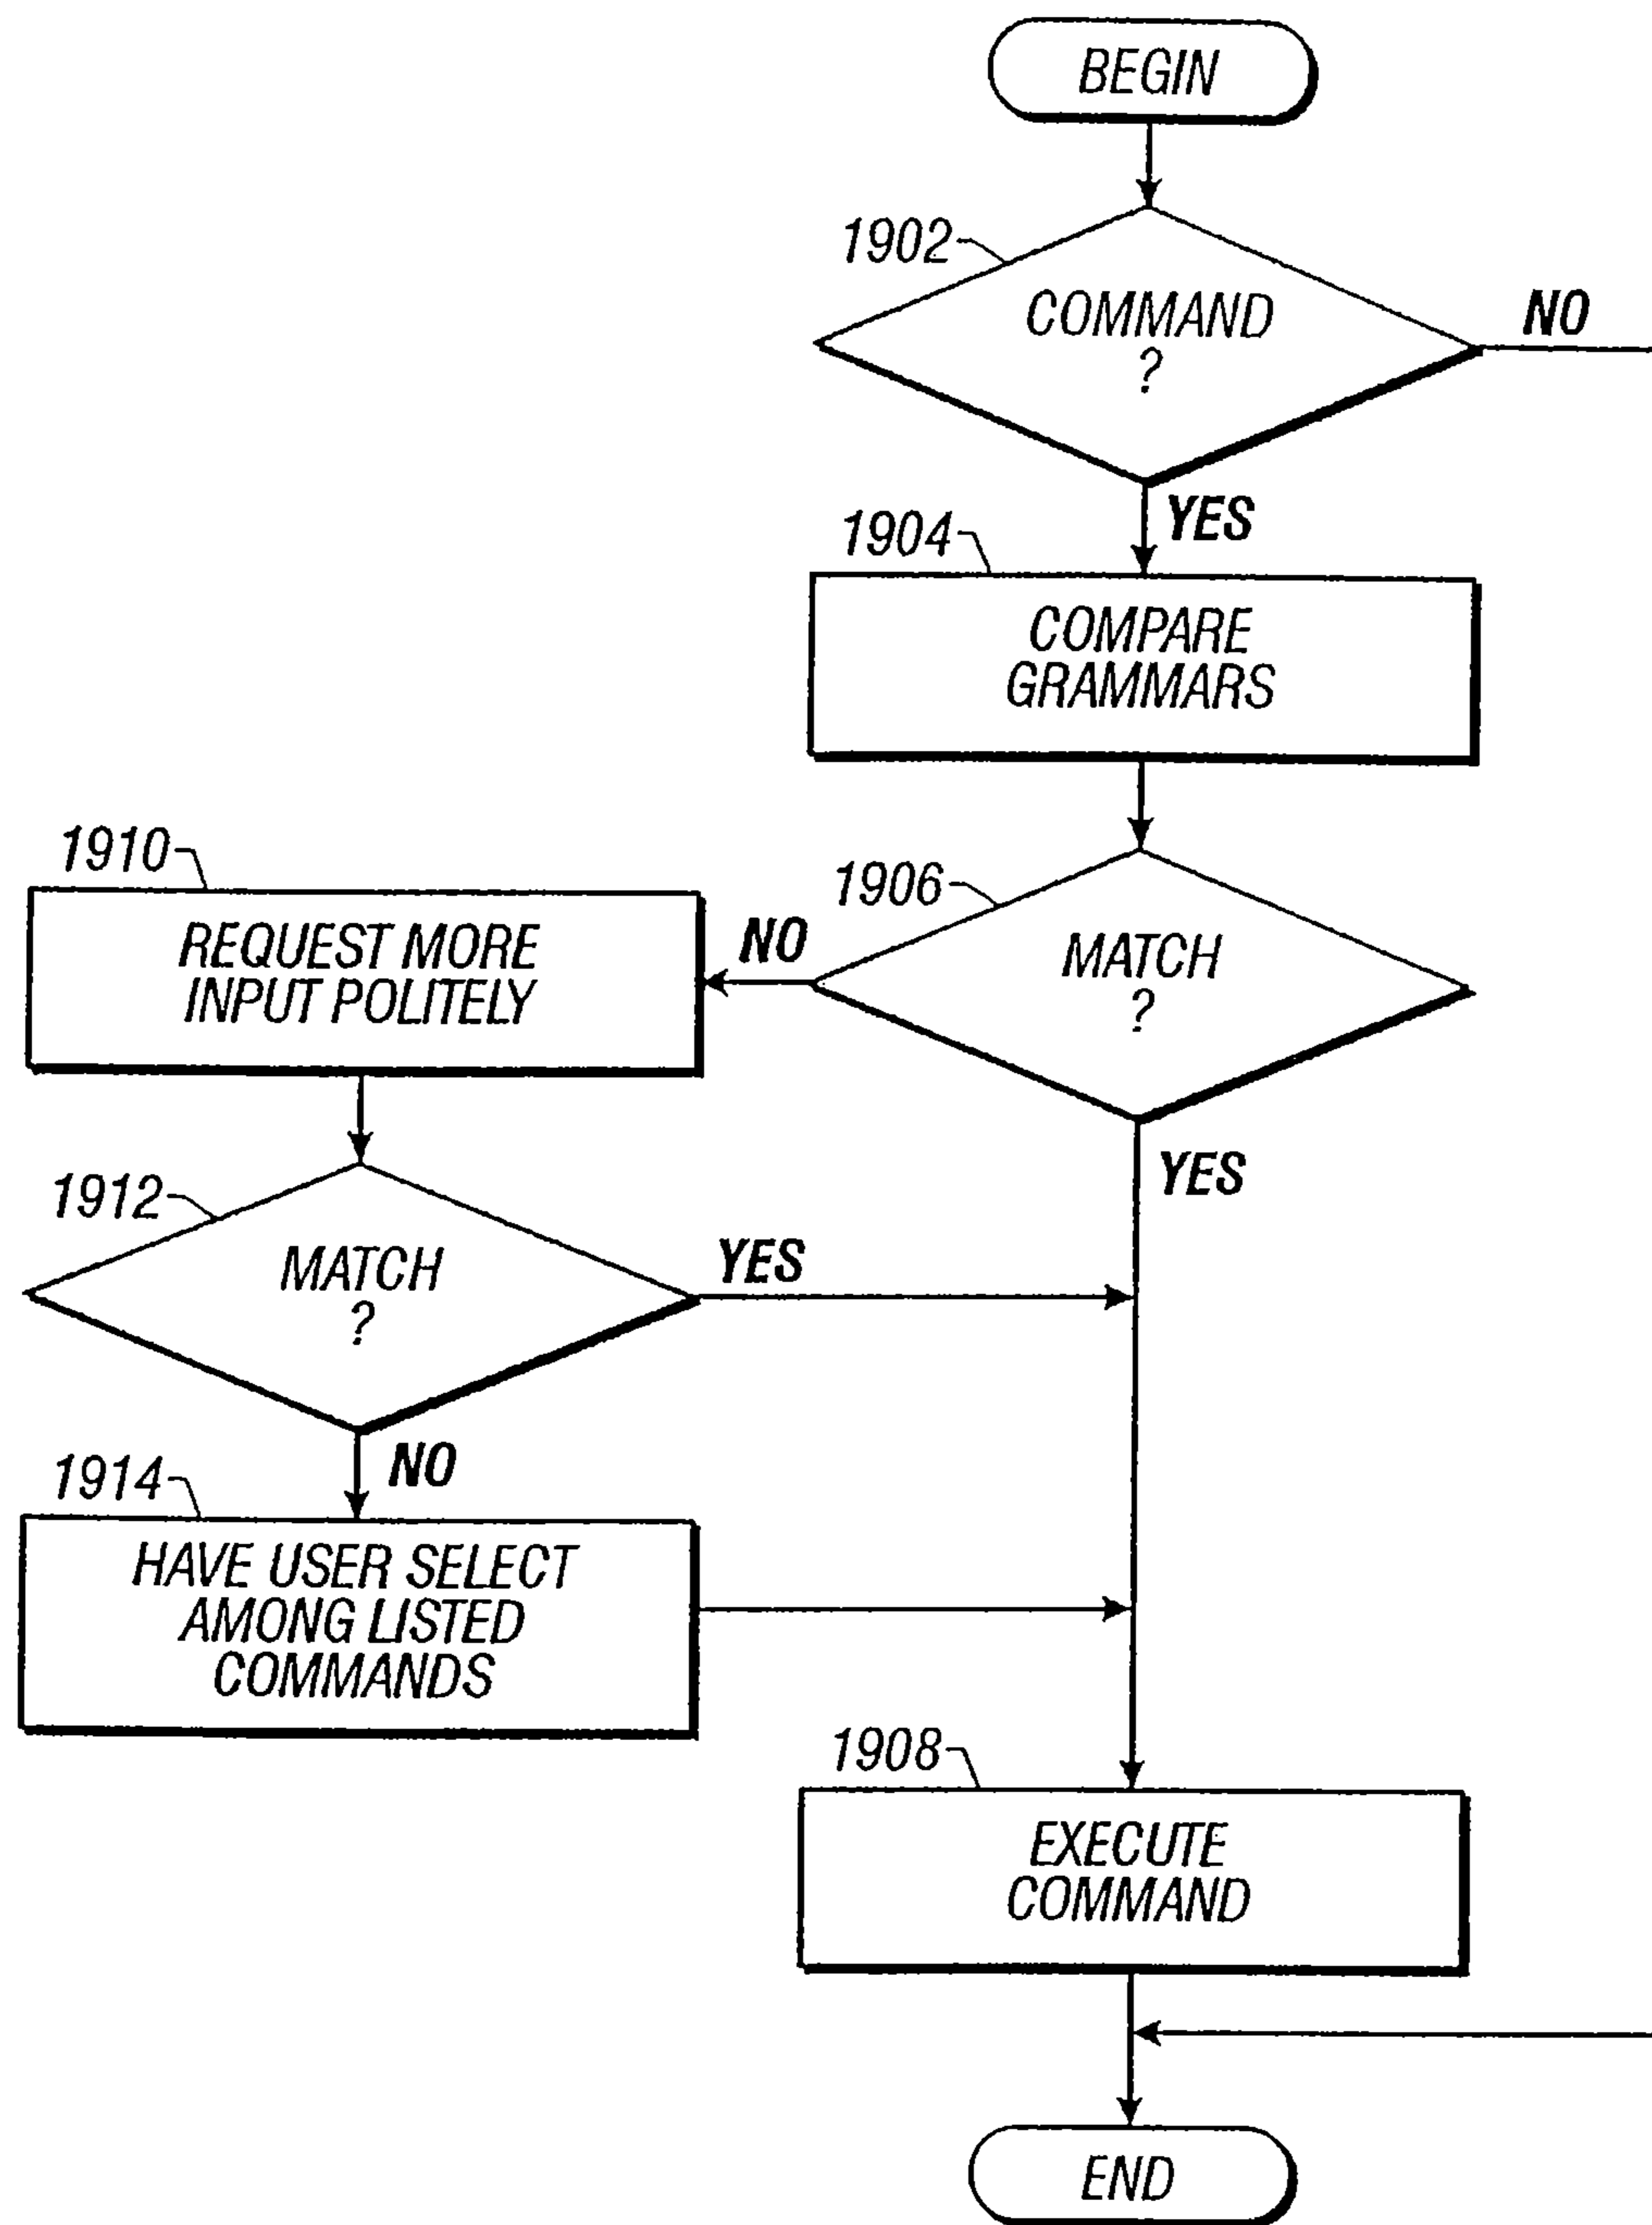 BEGIN
1902
COMMAND
?
NO
YES
1904
COMPARE
GRAMMARS
1910
REQUEST MORE
INPUT POLITELY
NO
1906
MATCH
?
YES
1912
MATCH
?
YES
NO
1914
HAVE USER SELECT
AMONG LISTED
COMMANDS
1908
EXECUTE
COMMAND
END